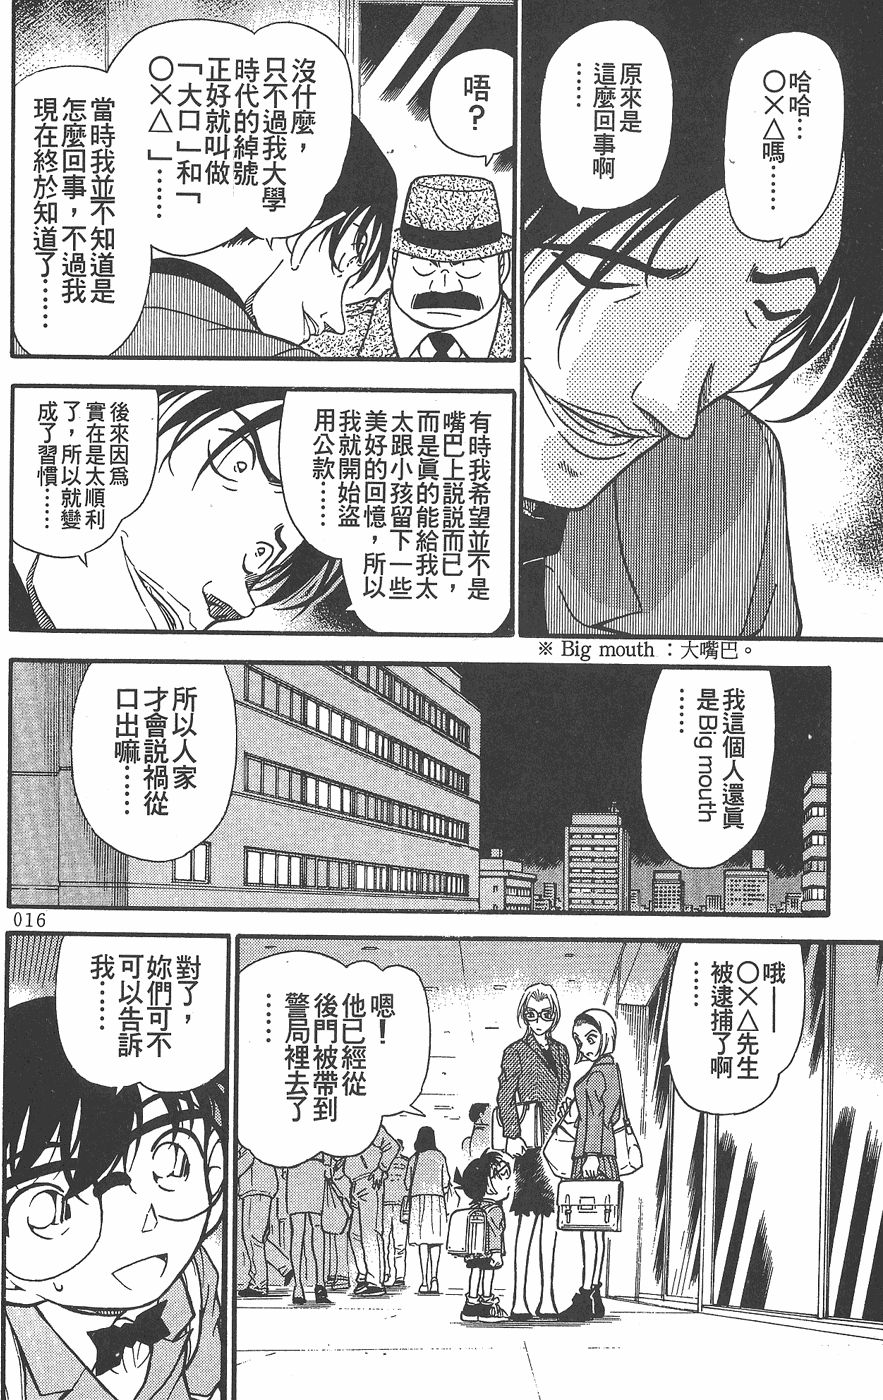 哈哈…
○×△嗎……
原來是
這麼回事啊
……
唔？
沒什麼，
只不過我大學
時代的綽號
正好就叫做
「大口」和「
○×△」……
當時我並不知道是
怎麼回事，不過我
現在終於知道了……
有時我希望並不是
嘴巴上說說而已，
而是真的能給我太
太跟小孩留下一些
美好的回憶，所以
我就開始盜
用公款……
後來因為
實在是太順利
了，所以就變
成了習慣……
※ Big mouth：大嘴巴。
我這個人還真
是Big mouth
……
所以人家
才會說禍從
口出嘛……
016
哦——
○×△先生
被逮捕了啊
……
嗯！
他已經從
後門被帶到
警局裡去了
……
對了，
妳們可不
可以告訴
我……